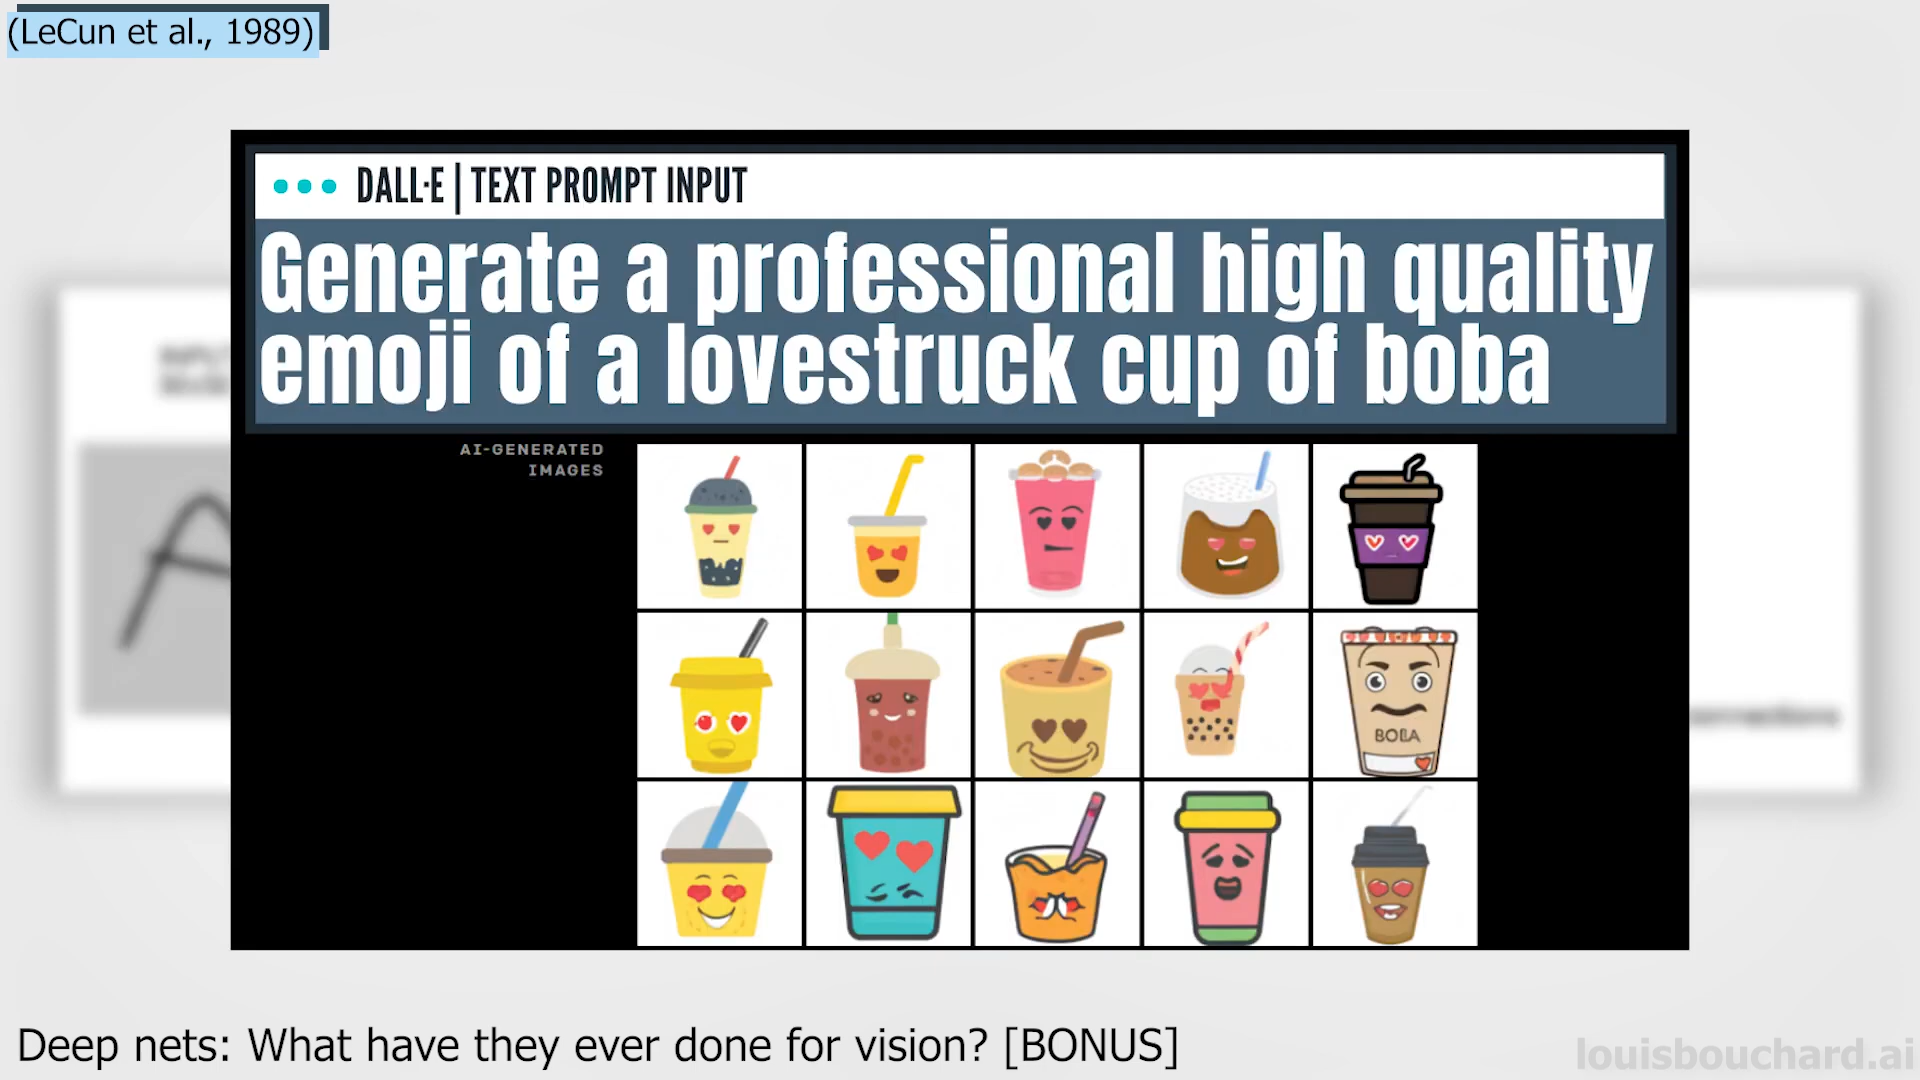 (LeCun et al., 1989)
DALL·E | TEXT PROMPT INPUT
Generate a professional high quality
emoji of a lovestruck cup of boba
AI-GENERATED
IMAGES
BOBA
Deep nets: What have they ever done for vision? [BONUS]
louisbouchard.ai